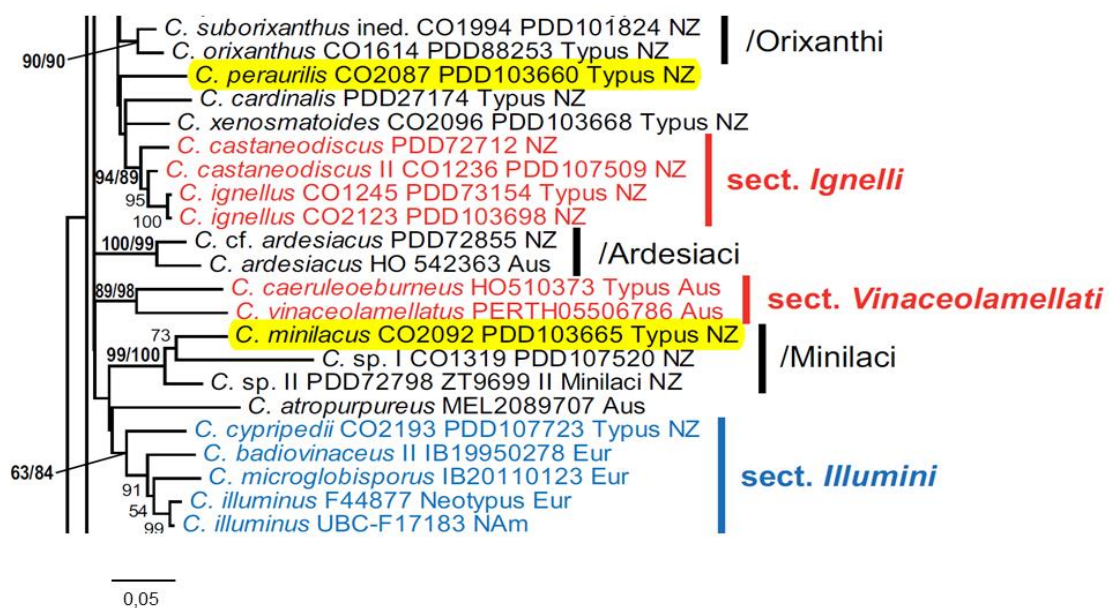 C. suborixanthus ined. CO1994 PDD101824 NZ
/Orixanthi
C. orixanthus CO1614 PDD88253 Typus NZ
90/90
C. peraurilis CO2087 PDD103660 Typus NZ
C. cardinalis PDD27174 Typus NZ
C. xenosmatoides CO2096 PDD103668 Typus NZ
C. castaneodiscus PDD72712 NZ
94/89
C. castaneodiscus II CO1236 PDD107509 NZ
sect. Ignelli
95
C. ignellus CO1245 PDD73154 Typus NZ
100
C. ignellus CO2123 PDD103698 NZ
100/99
C. cf. ardesiacus PDD72855 NZ
/Ardesiaci
C. ardesiacus HO 542363 Aus
89/98
C. caeruleoeburneus HO510373 Typus Aus
sect. Vinaceolamellati
C. vinaceolamellatus PERTH05506786 Aus
73
C. minilacus CO2092 PDD103665 Typus NZ
99/100
C. sp. I CO1319 PDD107520 NZ
/Minilaci
C. sp. II PDD72798 ZT9699 II Minilaci NZ
C. atropurpureus MEL2089707 Aus
C. cypripedii CO2193 PDD107723 Typus NZ
63/84
C. badiovinaceus II IB19950278 Eur
91
C. microglobisporus IB20110123 Eur
sect. Illumini
54
C. illuminus F44877 Neotypus Eur
99
C. illuminus UBC-F17183 NAm
0,05